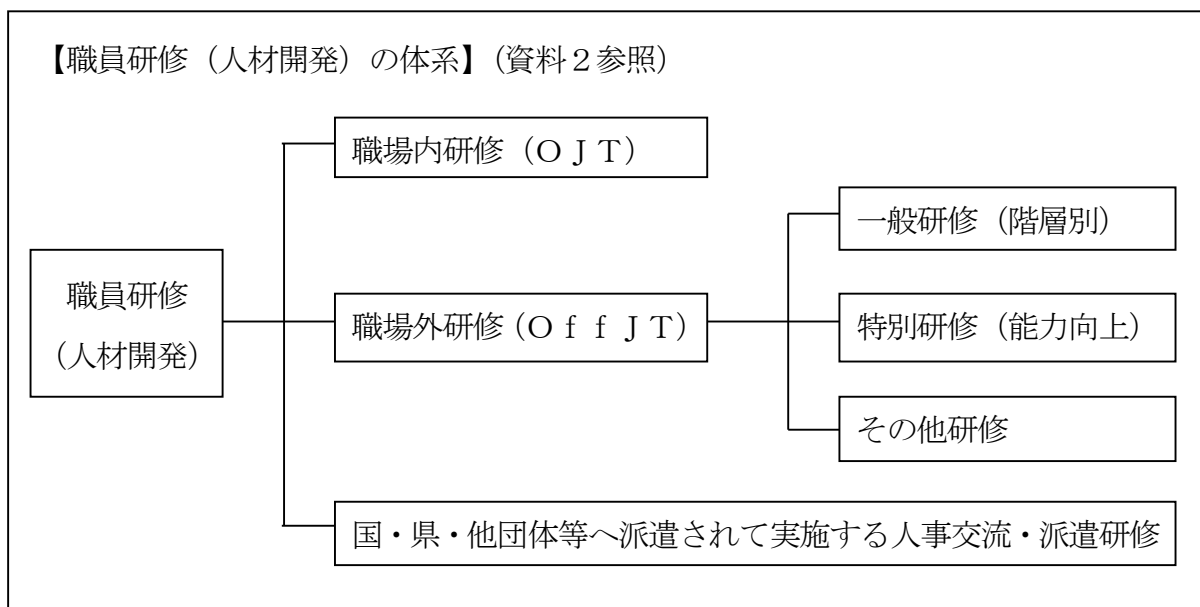 【職員研修（人材開発）の体系】（資料２参照）
職場内研修（ＯＪＴ）
一般研修（階層別）
職員研修
（人材開発）
職場外研修（ＯｆｆＪＴ）
特別研修（能力向上）
その他研修
国・県・他団体等へ派遣されて実施する人事交流・派遣研修